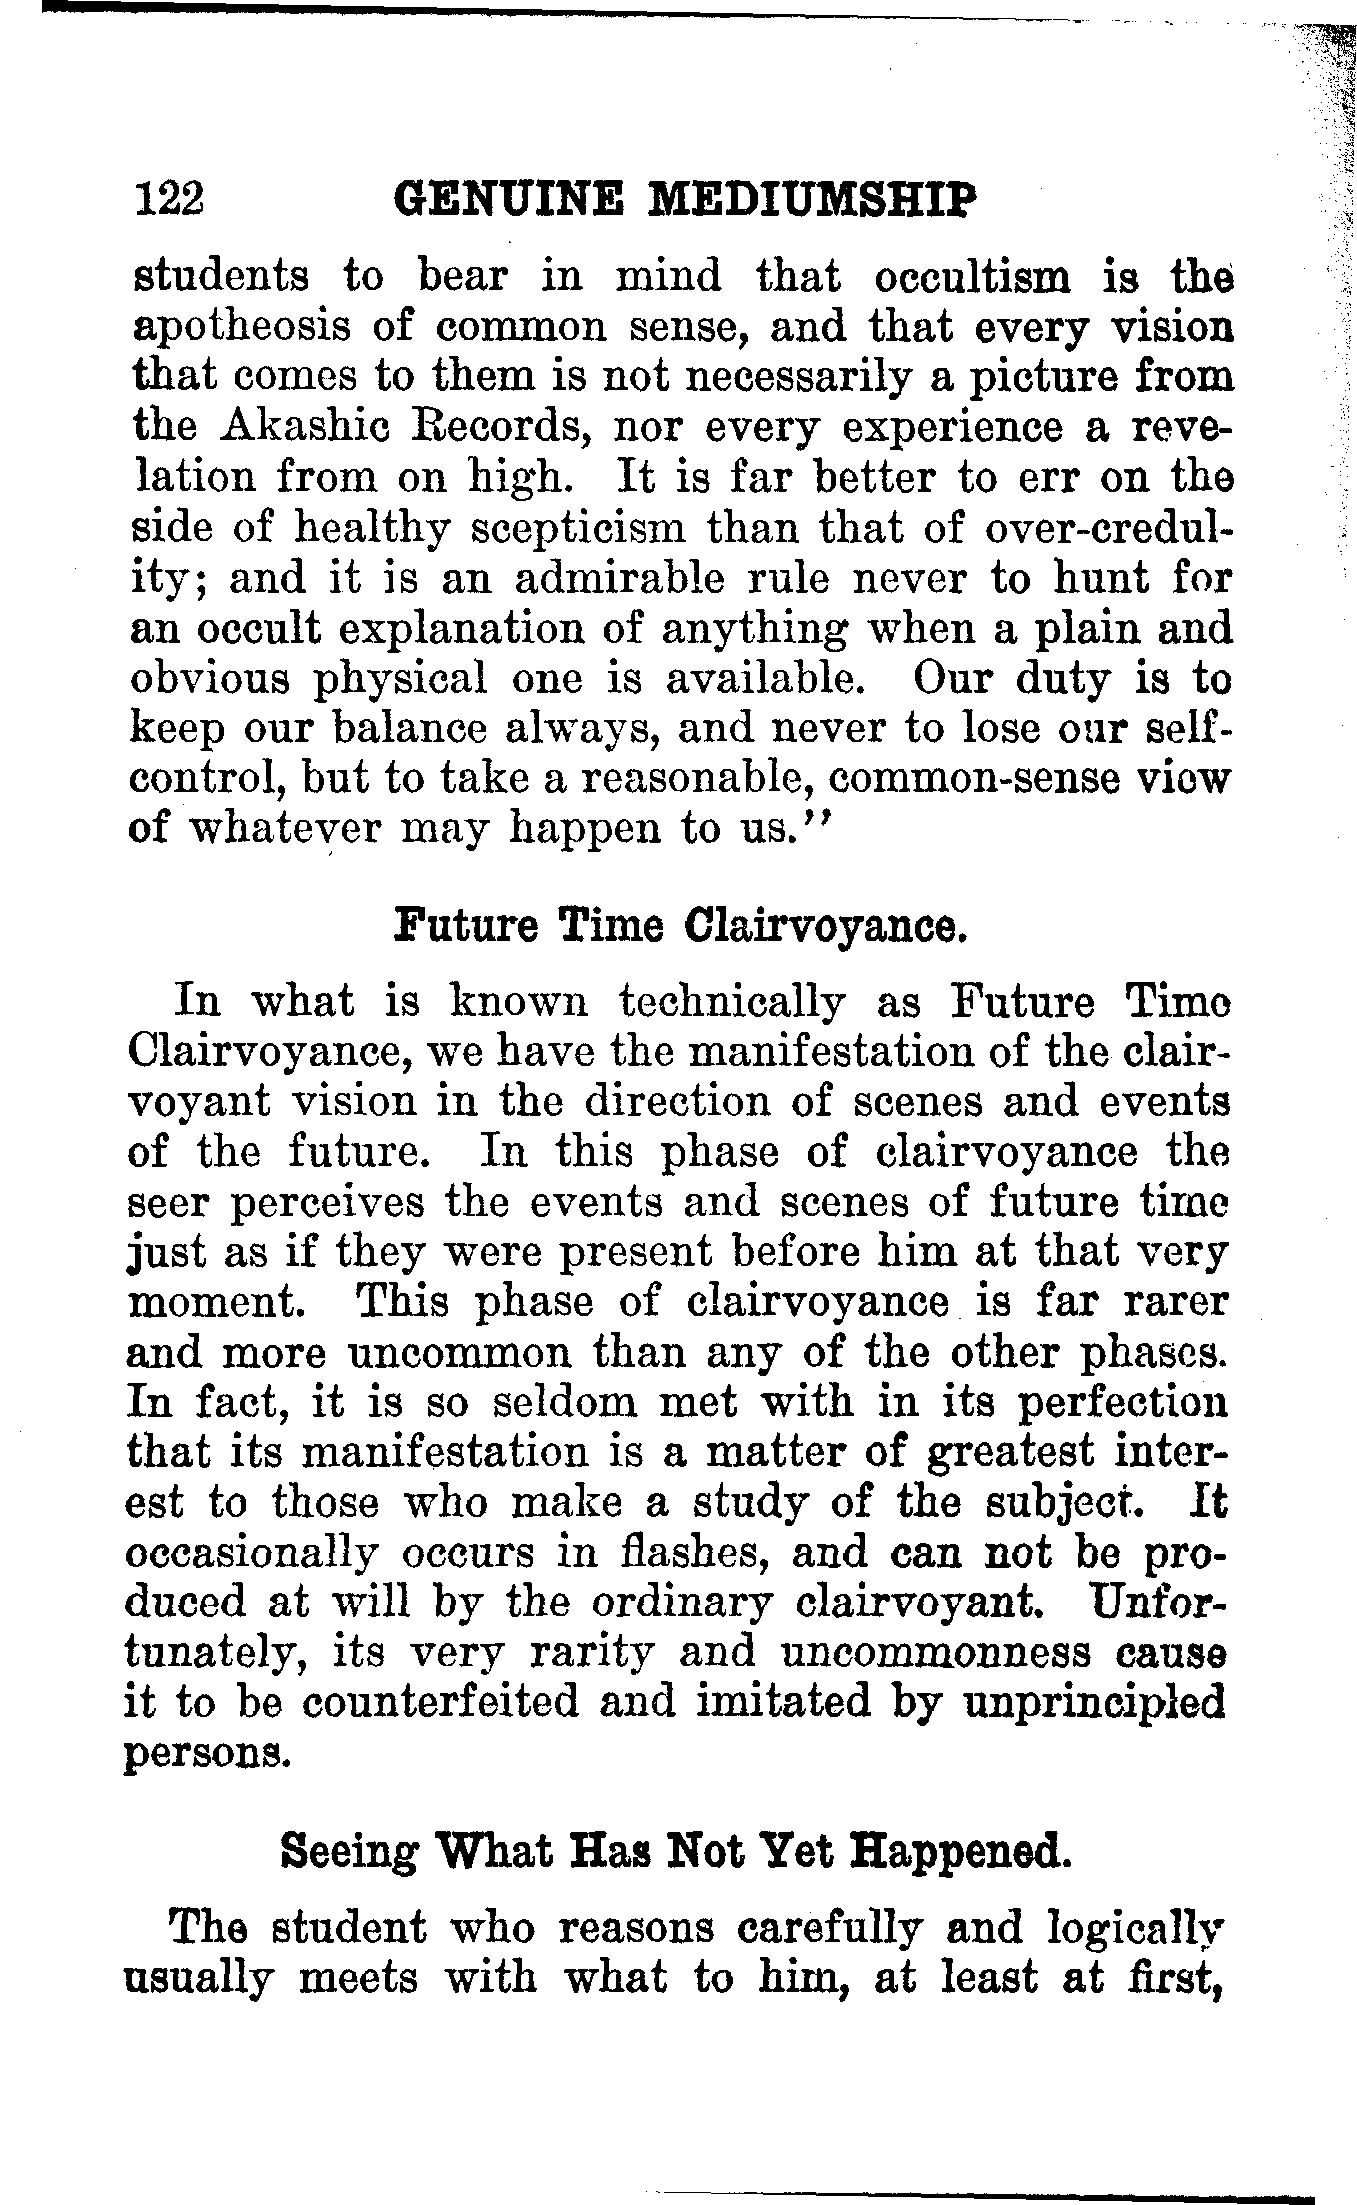 122 GENUINE MEDIUMSHIP
students to bear in mind that occultism is the
apotheosis of common sense, and that every vision
that comes to them is not necessarily a picture from
the Akashic Records, nor every experience a reve-
lation from on high. It is far better to err on the
side of healthy scepticism than that of over-credul-
ity; and it is an admirable rule never to hunt for
an occult explanation of anything when a plain and
obvious physical one is available. Our duty is to
keep our balance always, and never to lose our self-
control, but to take a reasonable, common-sense view
of whatever may happen to us.”
Future Time Clairvoyance.
In what is known technically as Future Time
Clairvoyance, we have the manifestation of the clair-
voyant vision in the direction of scenes and events
of the future. In this phase of clairvoyance the
seer perceives the events and scenes of future time
just as if they were present before him at that very
moment. This phase of clairvoyance is far rarer
and more uncommon than any of the other phases.
In fact, it is so seldom met with in its perfection
that its manifestation is a matter of greatest inter-
est to those who make a study of the subject. It
occasionally occurs in flashes, and can not be pro-
duced at will by the ordinary clairvoyant. Unfor-
tunately, its very rarity and uncommonness cause
it to be counterfeited and imitated by unprincipled
persons.
Seeing What Has Not Yet Happened.
The student who reasons carefully and logically
usually meets with what to him, at least at first,